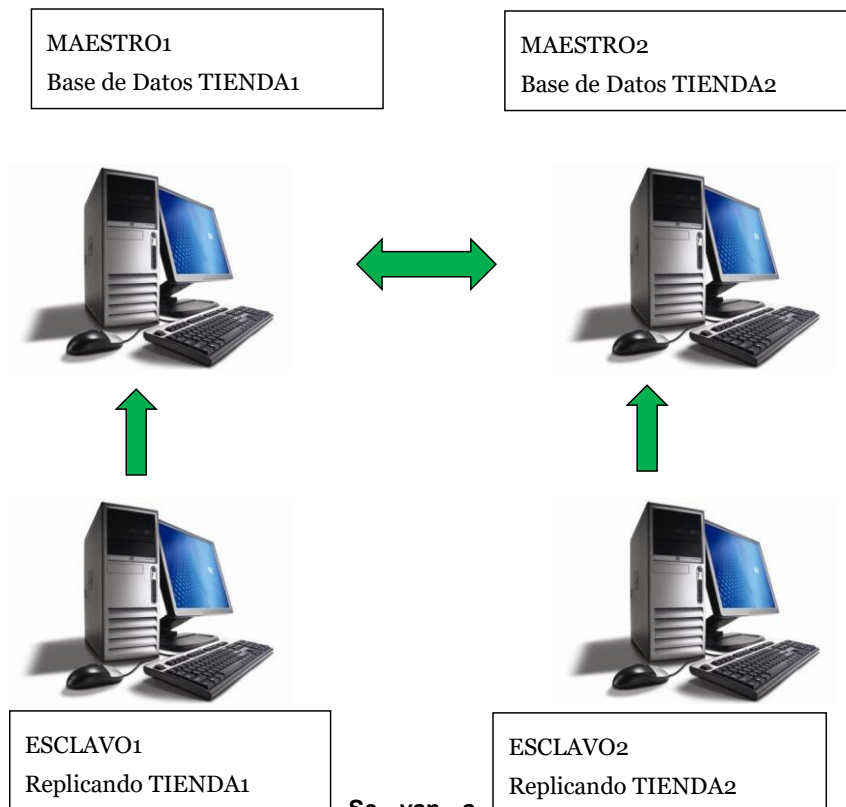 MAESTRO1
Base de Datos TIENDA1
MAESTRO2
Base de Datos TIENDA2
ESCLAVO1
Replicando TIENDA1
ESCLAVO2
Replicando TIENDA2
Se van a